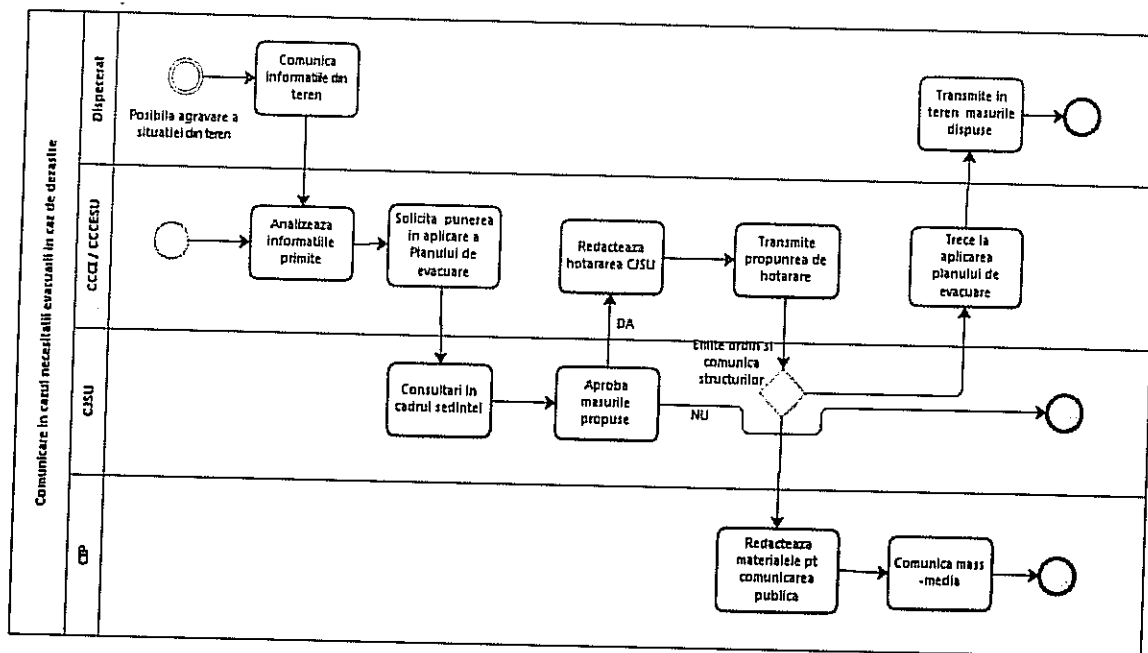 Comunicare in cazul necesitatii evacuarii in caz de dezastre
Dispecerat
Posibila agravare a
situatiei din teren
Comunica
informatiile din
teren
Transmite in
teren masurile
dispuse
CCCI / CCCESU
Analizeaza
informatiile
primite
Solicita punerea
in aplicare a
Planului de
evacuare
Redacteaza
hotararea CJSU
Transmite
propunrea de
hotarare
Trece la
aplicarea
planului de
evacuare
DA
CJSU
Consultari in
cadrul sedintei
Aproba
masurile
propuse
NU
Emite ordin si
comunica
structurilor
CIP
Redacteaza
materialele pt
comunicarea
publica
Comunica mass
-media